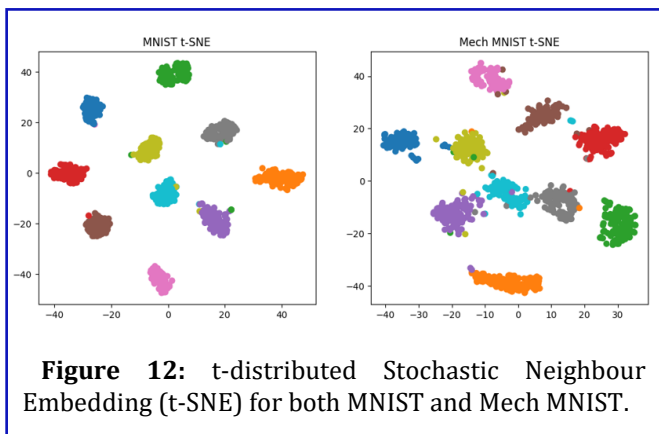 MNIST t-SNE
40
20
0
−20
−40
−40 −20 0 20 40
Mech MNIST t-SNE
40
20
0
−20
−40
−40 −30 −20 −10 0 10 20 30
Figure 12: t-distributed Stochastic Neighbour
Embedding (t-SNE) for both MNIST and Mech MNIST.